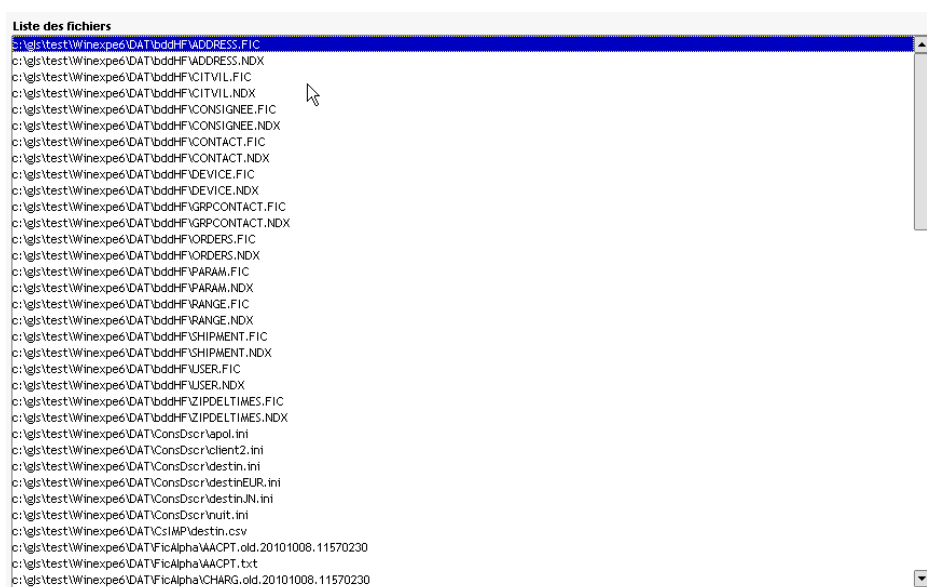 Liste des fichiers
c:\gls\test\Winexpe6\DAT\bddHF\ADDRESS.FIC
c:\gls\test\Winexpe6\DAT\bddHF\ADDRESS.NDX
c:\gls\test\Winexpe6\DAT\bddHF\CITVIL.FIC
c:\gls\test\Winexpe6\DAT\bddHF\CITVIL.NDX
c:\gls\test\Winexpe6\DAT\bddHF\CONSIGNEE.FIC
c:\gls\test\Winexpe6\DAT\bddHF\CONSIGNEE.NDX
c:\gls\test\Winexpe6\DAT\bddHF\CONTACT.FIC
c:\gls\test\Winexpe6\DAT\bddHF\CONTACT.NDX
c:\gls\test\Winexpe6\DAT\bddHF\DEVICE.FIC
c:\gls\test\Winexpe6\DAT\bddHF\DEVICE.NDX
c:\gls\test\Winexpe6\DAT\bddHF\GRPCONTACT.FIC
c:\gls\test\Winexpe6\DAT\bddHF\GRPCONTACT.NDX
c:\gls\test\Winexpe6\DAT\bddHF\ORDERS.FIC
c:\gls\test\Winexpe6\DAT\bddHF\ORDERS.NDX
c:\gls\test\Winexpe6\DAT\bddHF\PARAM.FIC
c:\gls\test\Winexpe6\DAT\bddHF\PARAM.NDX
c:\gls\test\Winexpe6\DAT\bddHF\RANGE.FIC
c:\gls\test\Winexpe6\DAT\bddHF\RANGE.NDX
c:\gls\test\Winexpe6\DAT\bddHF\SHIPMENT.FIC
c:\gls\test\Winexpe6\DAT\bddHF\SHIPMENT.NDX
c:\gls\test\Winexpe6\DAT\bddHF\USER.FIC
c:\gls\test\Winexpe6\DAT\bddHF\USER.NDX
c:\gls\test\Winexpe6\DAT\bddHF\ZIPDELTIMES.FIC
c:\gls\test\Winexpe6\DAT\bddHF\ZIPDELTIMES.NDX
c:\gls\test\Winexpe6\DAT\ConsDscr\apol.ini
c:\gls\test\Winexpe6\DAT\ConsDscr\client2.ini
c:\gls\test\Winexpe6\DAT\ConsDscr\destin.ini
c:\gls\test\Winexpe6\DAT\ConsDscr\destinEUR.ini
c:\gls\test\Winexpe6\DAT\ConsDscr\destinJN.ini
c:\gls\test\Winexpe6\DAT\ConsDscr\nuit.ini
c:\gls\test\Winexpe6\DAT\CsIMP\destin.csv
c:\gls\test\Winexpe6\DAT\FicAlpha\AACPT.old.20101008.11570230
c:\gls\test\Winexpe6\DAT\FicAlpha\AACPT.txt
c:\gls\test\Winexpe6\DAT\FicAlpha\CHARG.old.20101008.11570230